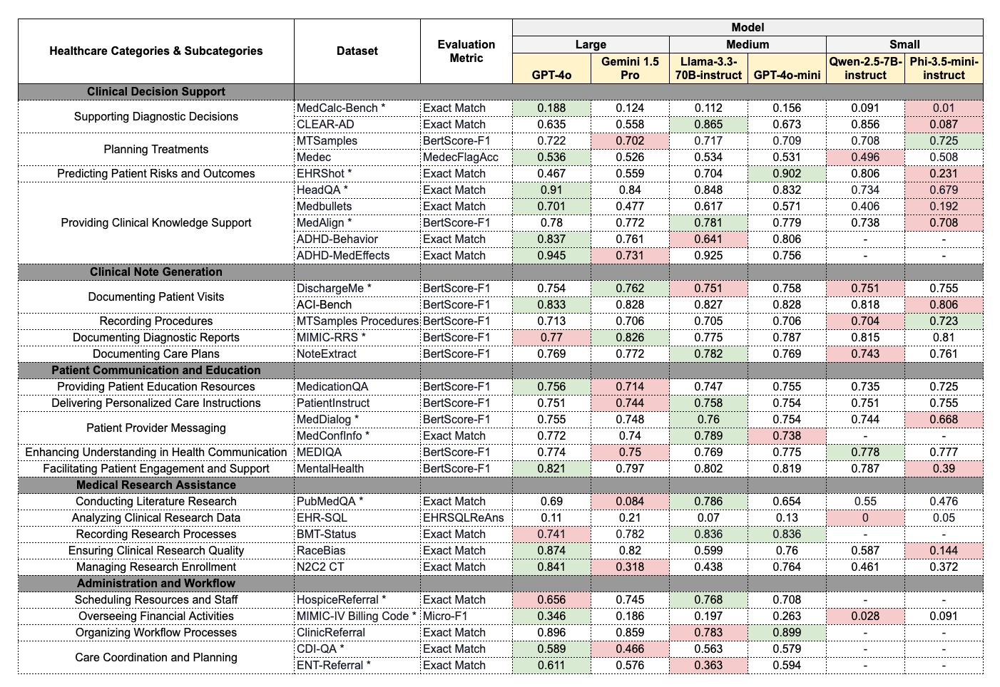 Healthcare Categories & Subcategories Dataset Evaluation Metric Model
Large Medium Small
GPT-4o Gemini 1.5 Pro Llama-3.3-70B-instruct GPT-4o-mini Qwen-2.5-7B-instruct Phi-3.5-mini-instruct
Clinical Decision Support
Supporting Diagnostic Decisions MedCalc-Bench * Exact Match 0.188 0.124 0.112 0.156 0.091 0.01
CLEAR-AD Exact Match 0.635 0.558 0.865 0.673 0.856 0.087
Planning Treatments MTSamples BertScore-F1 0.722 0.702 0.717 0.709 0.708 0.725
Medec MedecFlagAcc 0.536 0.526 0.534 0.531 0.496 0.508
Predicting Patient Risks and Outcomes EHRShot * Exact Match 0.467 0.559 0.704 0.902 0.806 0.231
Providing Clinical Knowledge Support HeadQA * Exact Match 0.91 0.84 0.848 0.832 0.734 0.679
Medbullets Exact Match 0.701 0.477 0.617 0.571 0.406 0.192
MedAlign * BertScore-F1 0.78 0.772 0.781 0.779 0.738 0.708
ADHD-Behavior Exact Match 0.837 0.761 0.641 0.806 - -
ADHD-MedEffects Exact Match 0.945 0.731 0.925 0.756 - -
Clinical Note Generation
Documenting Patient Visits DischargeMe * BertScore-F1 0.754 0.762 0.751 0.758 0.751 0.755
ACI-Bench BertScore-F1 0.833 0.828 0.827 0.828 0.818 0.806
Recording Procedures MTSamples Procedures BertScore-F1 0.713 0.706 0.705 0.706 0.704 0.723
Documenting Diagnostic Reports MIMIC-RRS * BertScore-F1 0.77 0.826 0.775 0.787 0.815 0.81
Documenting Care Plans NoteExtract BertScore-F1 0.769 0.772 0.782 0.769 0.743 0.761
Patient Communication and Education
Providing Patient Education Resources MedicationQA BertScore-F1 0.756 0.714 0.747 0.755 0.735 0.725
Delivering Personalized Care Instructions PatientInstruct BertScore-F1 0.751 0.744 0.758 0.754 0.751 0.755
Patient Provider Messaging MedDialog * BertScore-F1 0.755 0.748 0.76 0.754 0.744 0.668
MedConfInfo * Exact Match 0.772 0.74 0.789 0.738 - -
Enhancing Understanding in Health Communication MEDIQA BertScore-F1 0.774 0.75 0.769 0.775 0.778 0.777
Facilitating Patient Engagement and Support MentalHealth BertScore-F1 0.821 0.797 0.802 0.819 0.787 0.39
Medical Research Assistance
Conducting Literature Research PubMedQA * Exact Match 0.69 0.084 0.786 0.654 0.55 0.476
Analyzing Clinical Research Data EHR-SQL EHRSQLReAns 0.11 0.21 0.07 0.13 0 0.05
Recording Research Processes BMT-Status Exact Match 0.741 0.782 0.836 0.836 - -
Ensuring Clinical Research Quality RaceBias Exact Match 0.874 0.82 0.599 0.76 0.587 0.144
Managing Research Enrollment N2C2 CT Exact Match 0.841 0.318 0.438 0.764 0.461 0.372
Administration and Workflow
Scheduling Resources and Staff HospiceReferral * Exact Match 0.656 0.745 0.768 0.708 - -
Overseeing Financial Activities MIMIC-IV Billing Code * Micro-F1 0.346 0.186 0.197 0.263 0.028 0.091
Organizing Workflow Processes ClinicReferral Exact Match 0.896 0.859 0.783 0.899 - -
Care Coordination and Planning CDI-QA * Exact Match 0.589 0.466 0.563 0.579 - -
ENT-Referral * Exact Match 0.611 0.576 0.363 0.594 - -